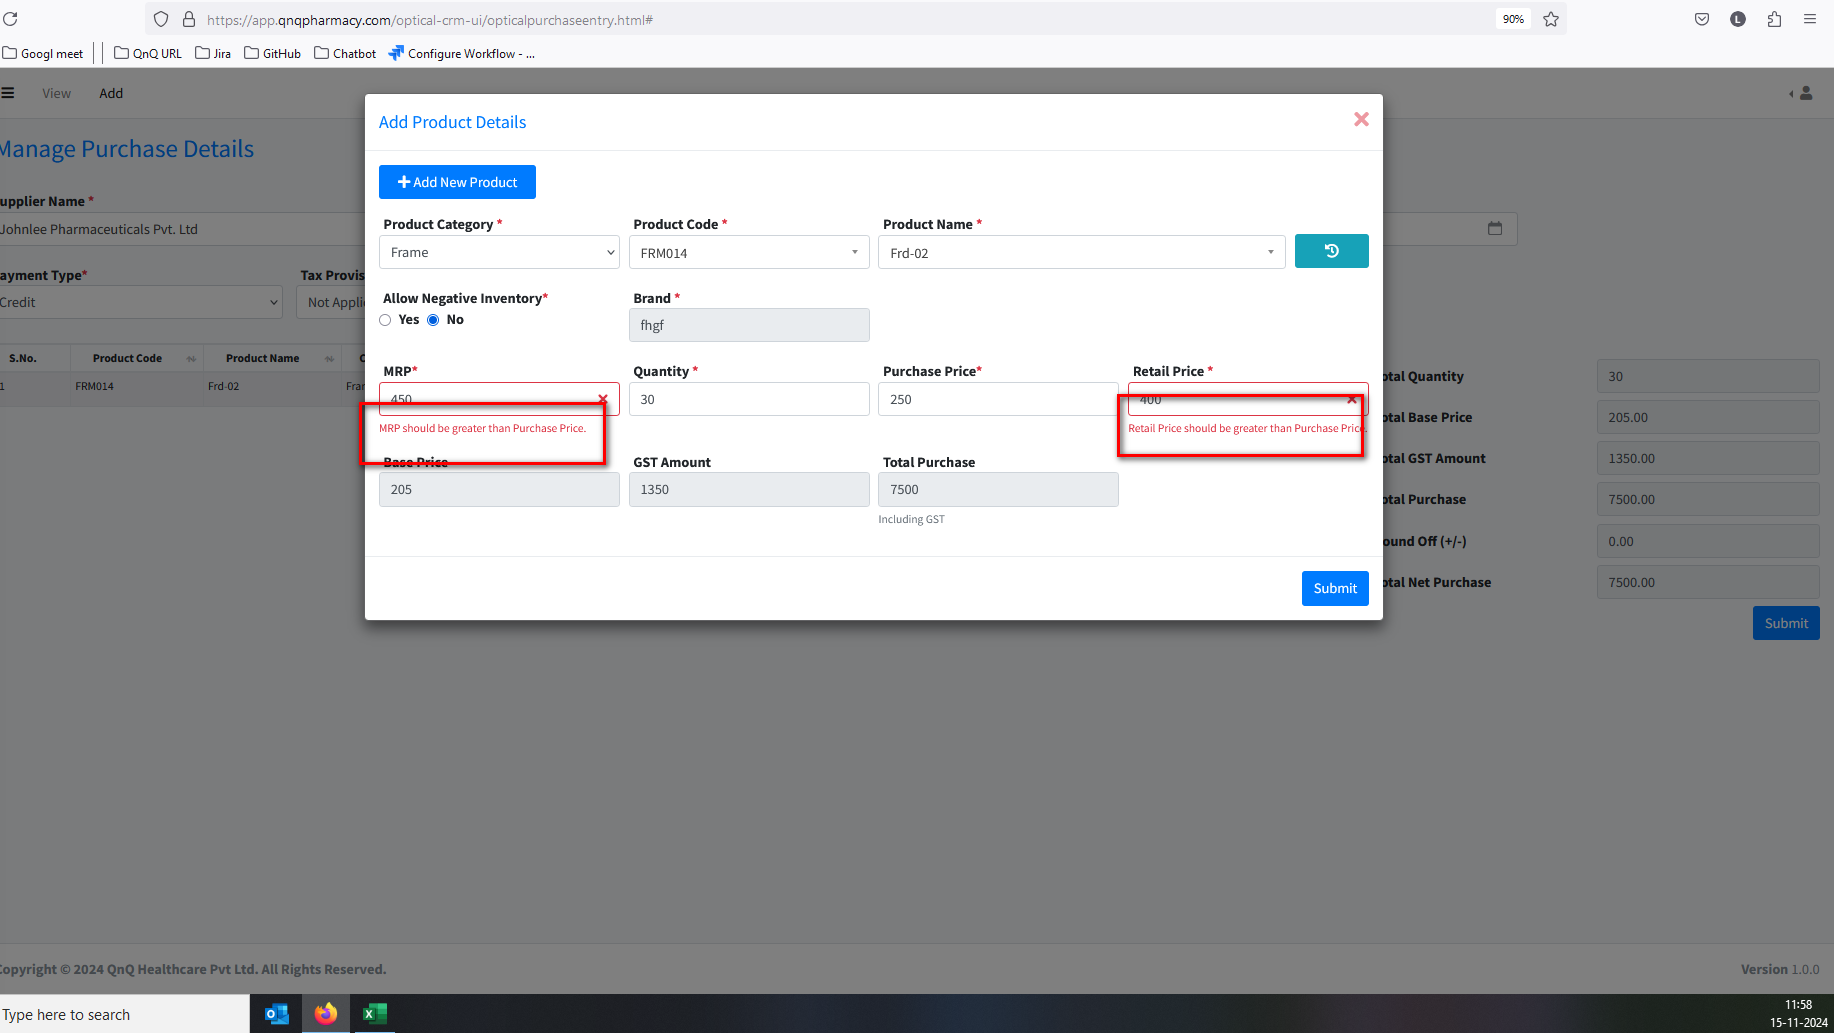 https://app.qnqpharmacy.com/optical-crm-ui/opticalpurchaseentry.html#
90%
L
Googl meet
QnQ URL
Jira
GitHub
Chatbot
Configure Workflow - ...
View
Add
Add Product Details
Manage Purchase Details
Add New Product
upplier Name *
Product Category *
Product Code *
Product Name *
Johnlee Pharmaceuticals Pvt. Ltd
Frame
FRM014
Frd-02
ayment Type*
Tax Provis
Credit
Not Appli
Allow Negative Inventory*
Yes
No
Brand *
fhgf
S.No.
Product Code
Product Name
C
1
FRM014
Frd-02
Fra
MRP*
Quantity *
Purchase Price*
Retail Price *
450
30
250
400
MRP should be greater than Purchase Price.
Retail Price should be greater than Purchase Price.
Base Price
GST Amount
Total Purchase
205
1350
7500
Including GST
Submit
otal Quantity
30
otal Base Price
205.00
otal GST Amount
1350.00
otal Purchase
7500.00
ound Off (+/-)
0.00
otal Net Purchase
7500.00
Submit
Copyright © 2024 QnQ Healthcare Pvt Ltd. All Rights Reserved.
Version 1.0.0
Type here to search
11:58
15-11-2024